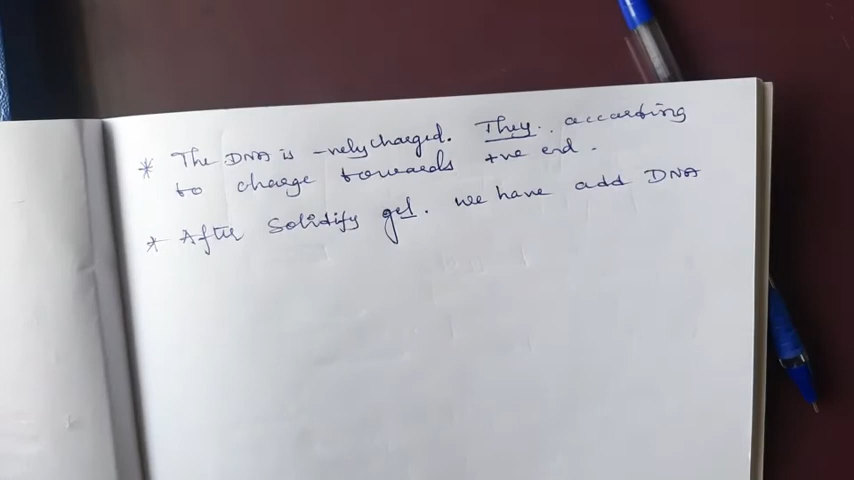 * The DNA is -vely charged. They.. according
to charge towards +ve end.
* After Solidify gel. we have add DNA